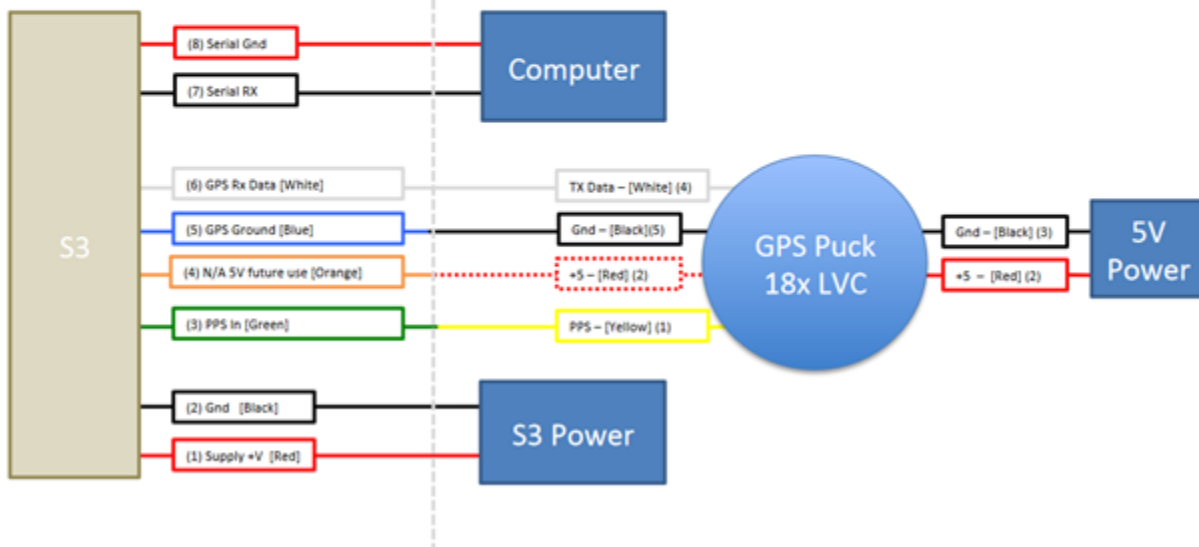 (8) Serial Gnd
Computer
(7) Serial RX
(6) GPS Rx Data [White]
TX Data – [White] (4)
(5) GPS Ground [Blue]
Gnd – [Black](5)
S3
GPS Puck
18x LVC
Gnd – [Black] (3)
5V
Power
(4) N/A 5V future use [Orange]
+5 – [Red] (2)
+5 – [Red] (2)
(3) PPS In [Green]
PPS – [Yellow] (1)
(2) Gnd [Black]
S3 Power
(1) Supply +V [Red]